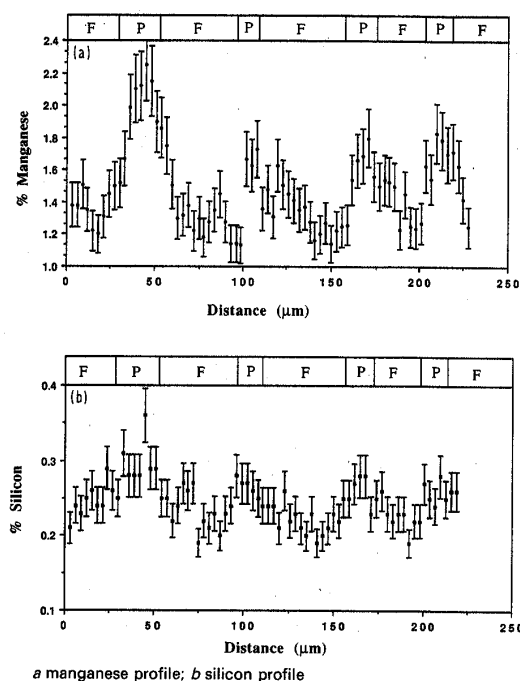 F P F P F P F P F
(a)
2.4
2.2
2.0
1.8
1.6
1.4
1.2
1.0
% Manganese
0 50 100 150 200 250
Distance (μm)
F P F P F P F P F
(b)
0.4
0.3
0.2
0.1
% Silicon
0 50 100 150 200 250
Distance (μm)
a manganese profile; b silicon profile